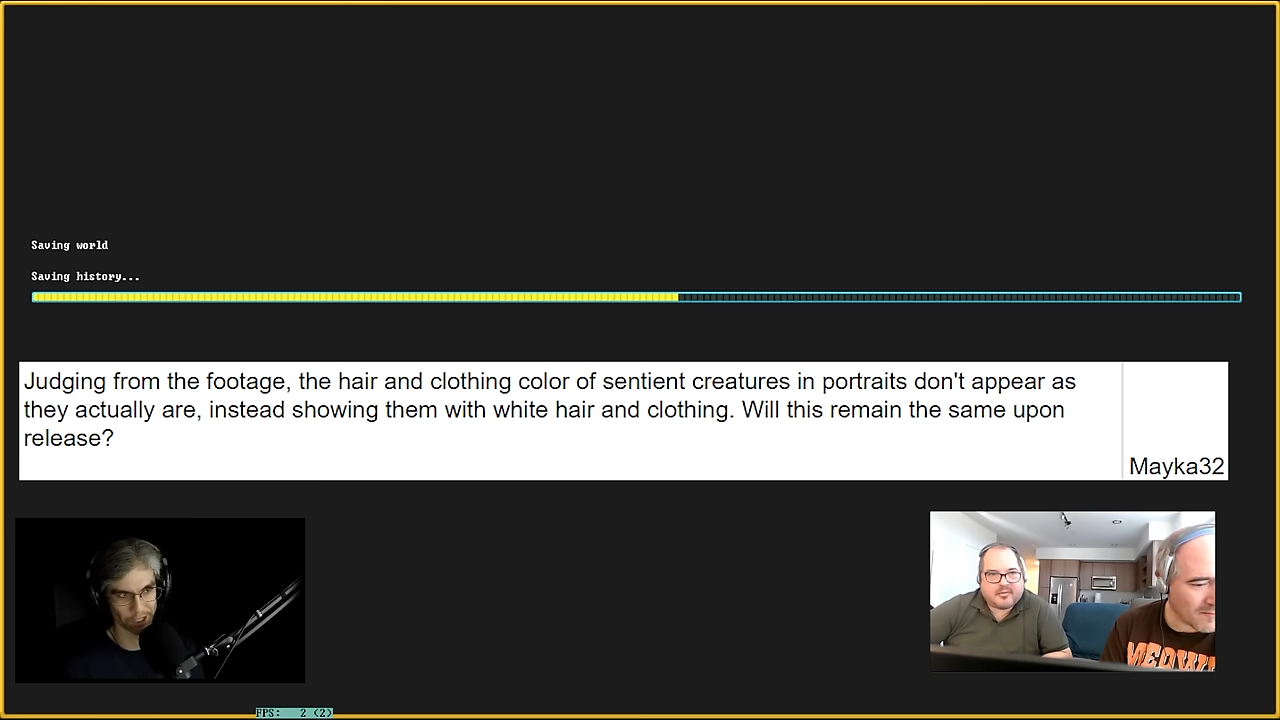 Saving world
Saving history...
Judging from the footage, the hair and clothing color of sentient creatures in portraits don't appear as
they actually are, instead showing them with white hair and clothing. Will this remain the same upon
release?
Mayka32
FPS: 2 (2)